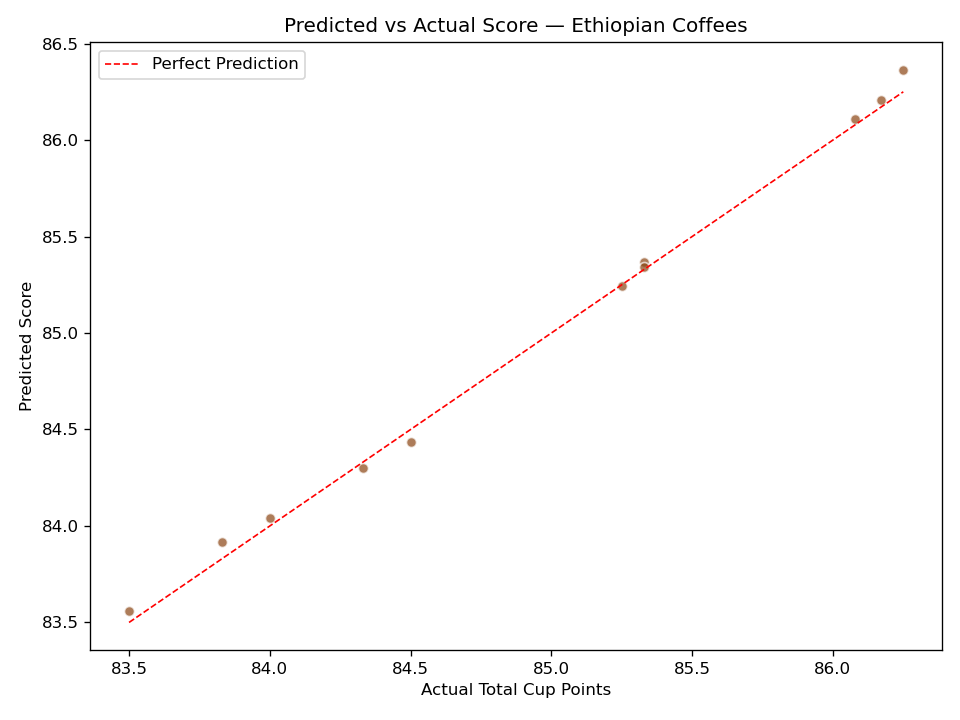 Predicted vs Actual Score — Ethiopian Coffees
Perfect Prediction
86.5
86.0
85.5
85.0
84.5
84.0
83.5
Predicted Score
83.5 84.0 84.5 85.0 85.5 86.0
Actual Total Cup Points